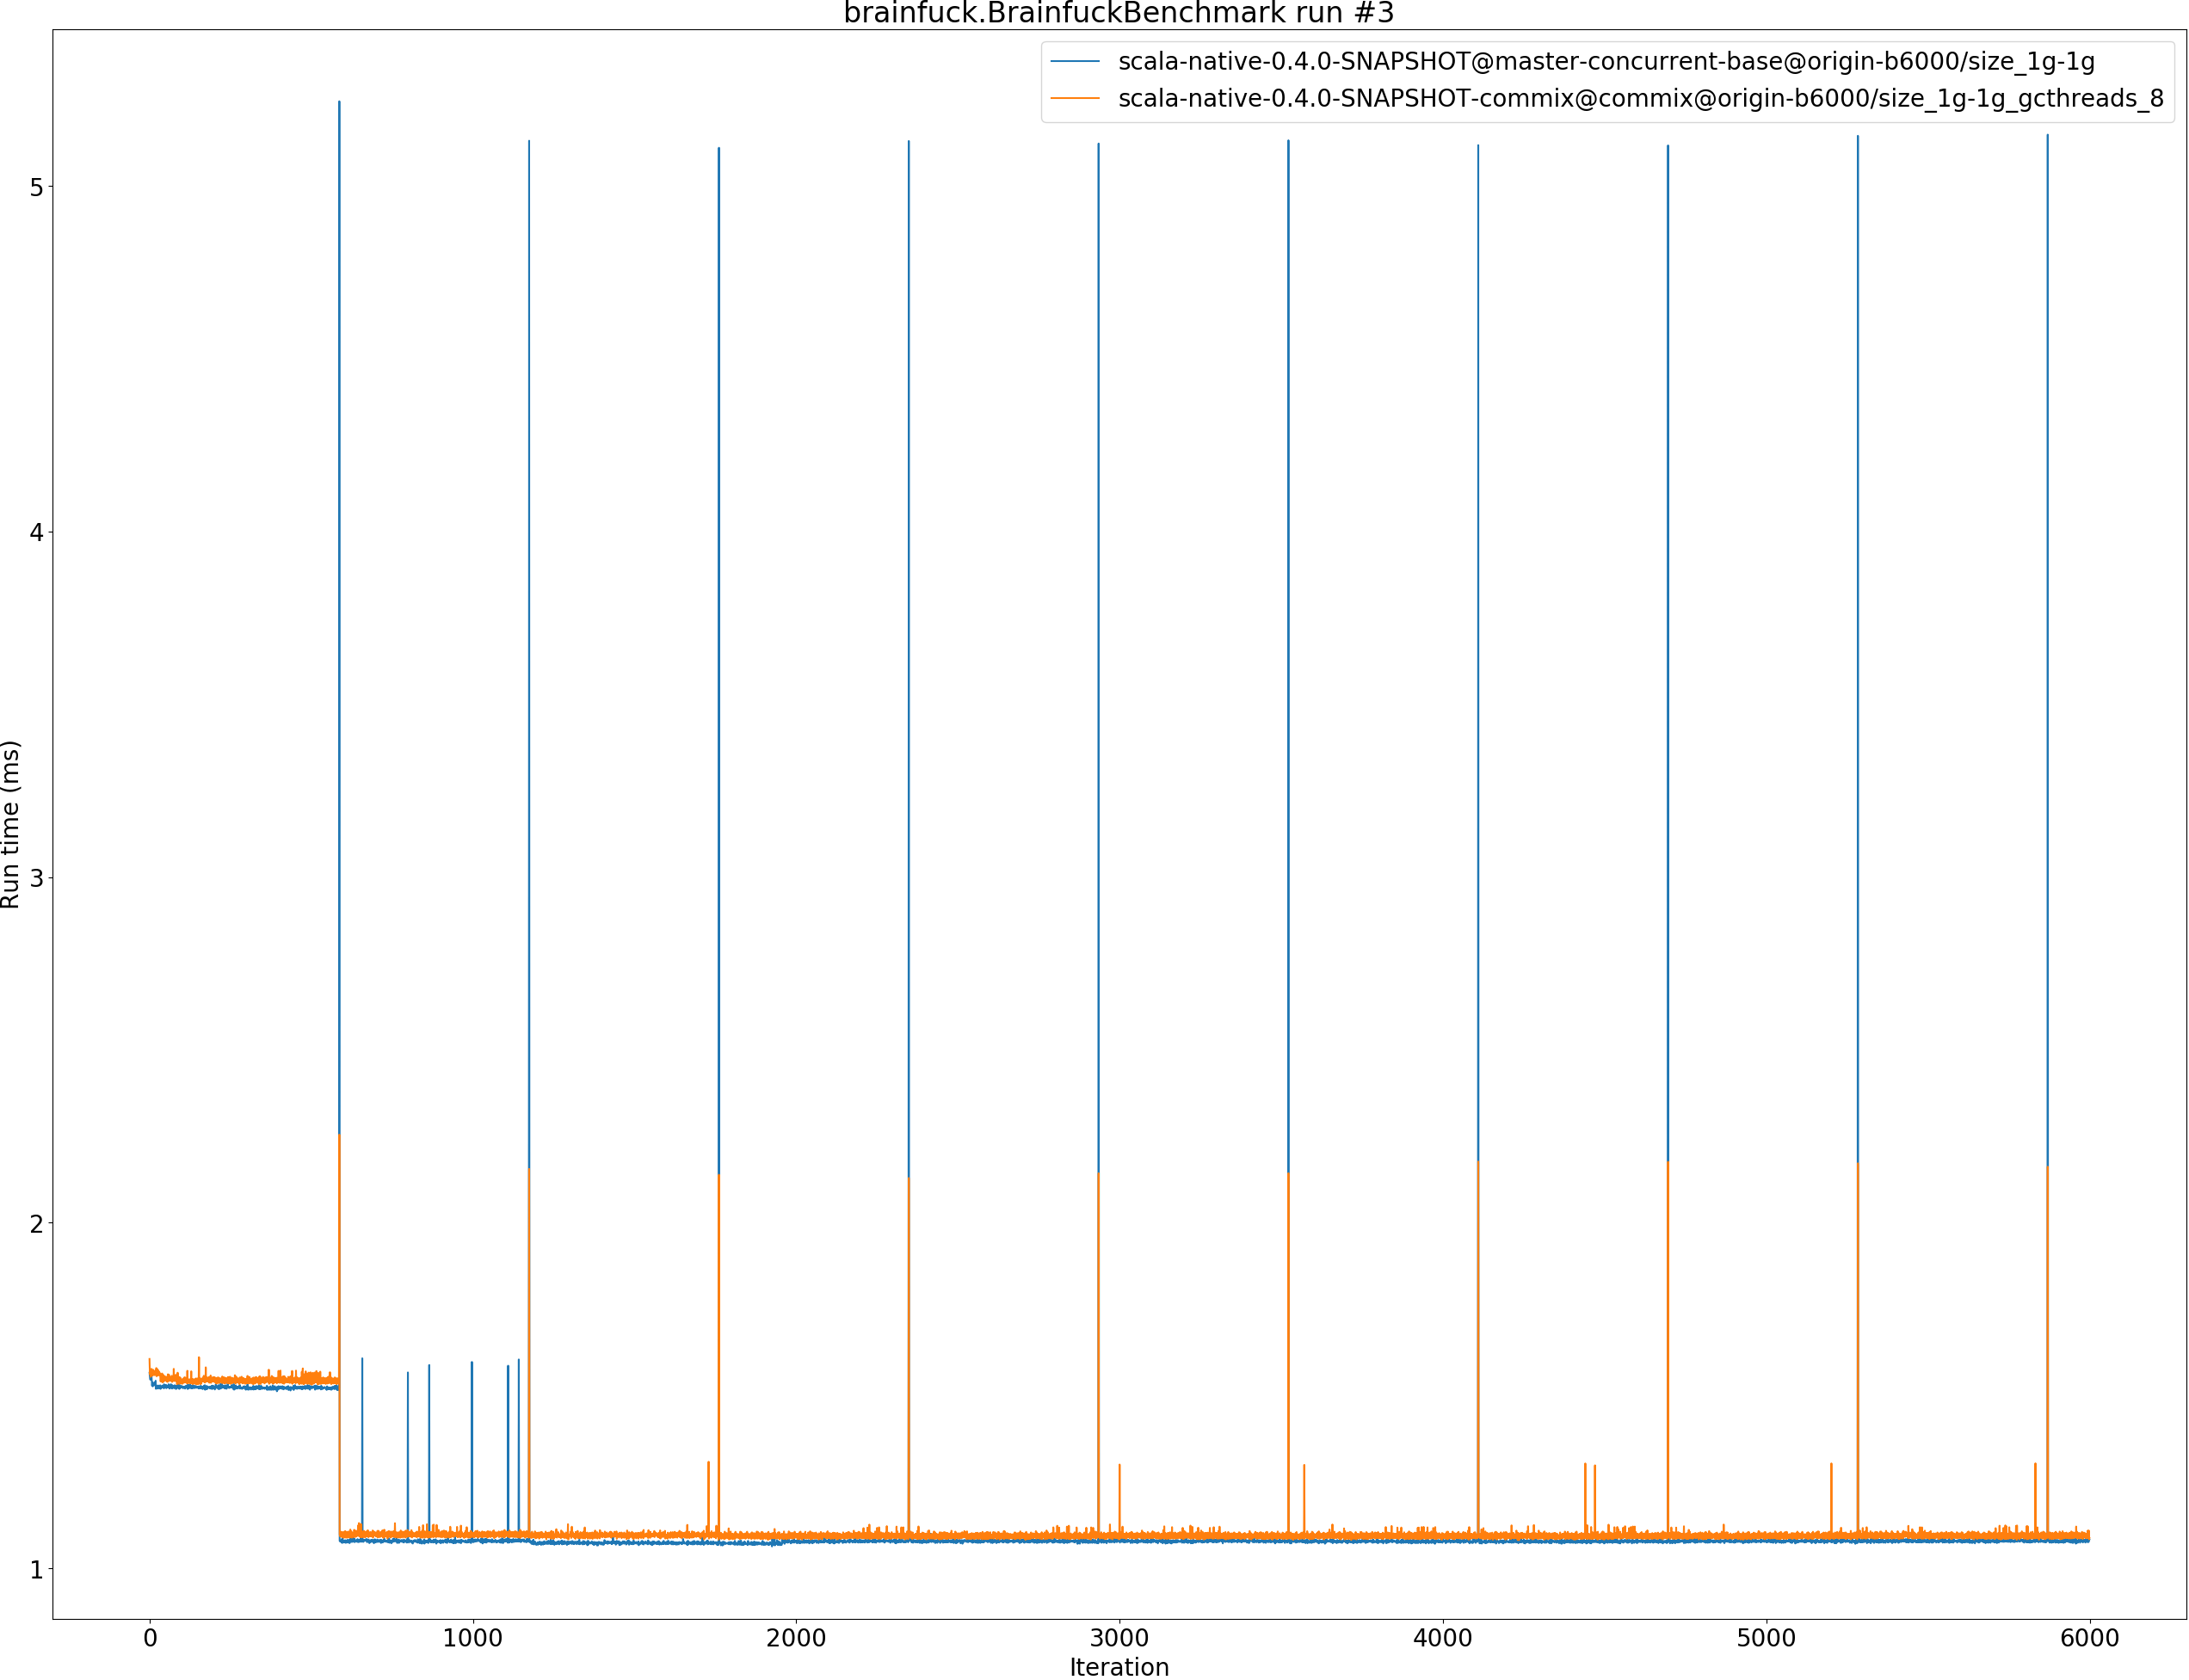 brainfuck.BrainfuckBenchmark run #3
scala-native-0.4.0-SNAPSHOT@master-concurrent-base@origin-b6000/size_1g-1g
scala-native-0.4.0-SNAPSHOT-commix@commix@origin-b6000/size_1g-1g_gcthreads_8
5
4
3
2
1
Run time (ms)
0 1000 2000 3000 4000 5000 6000
Iteration